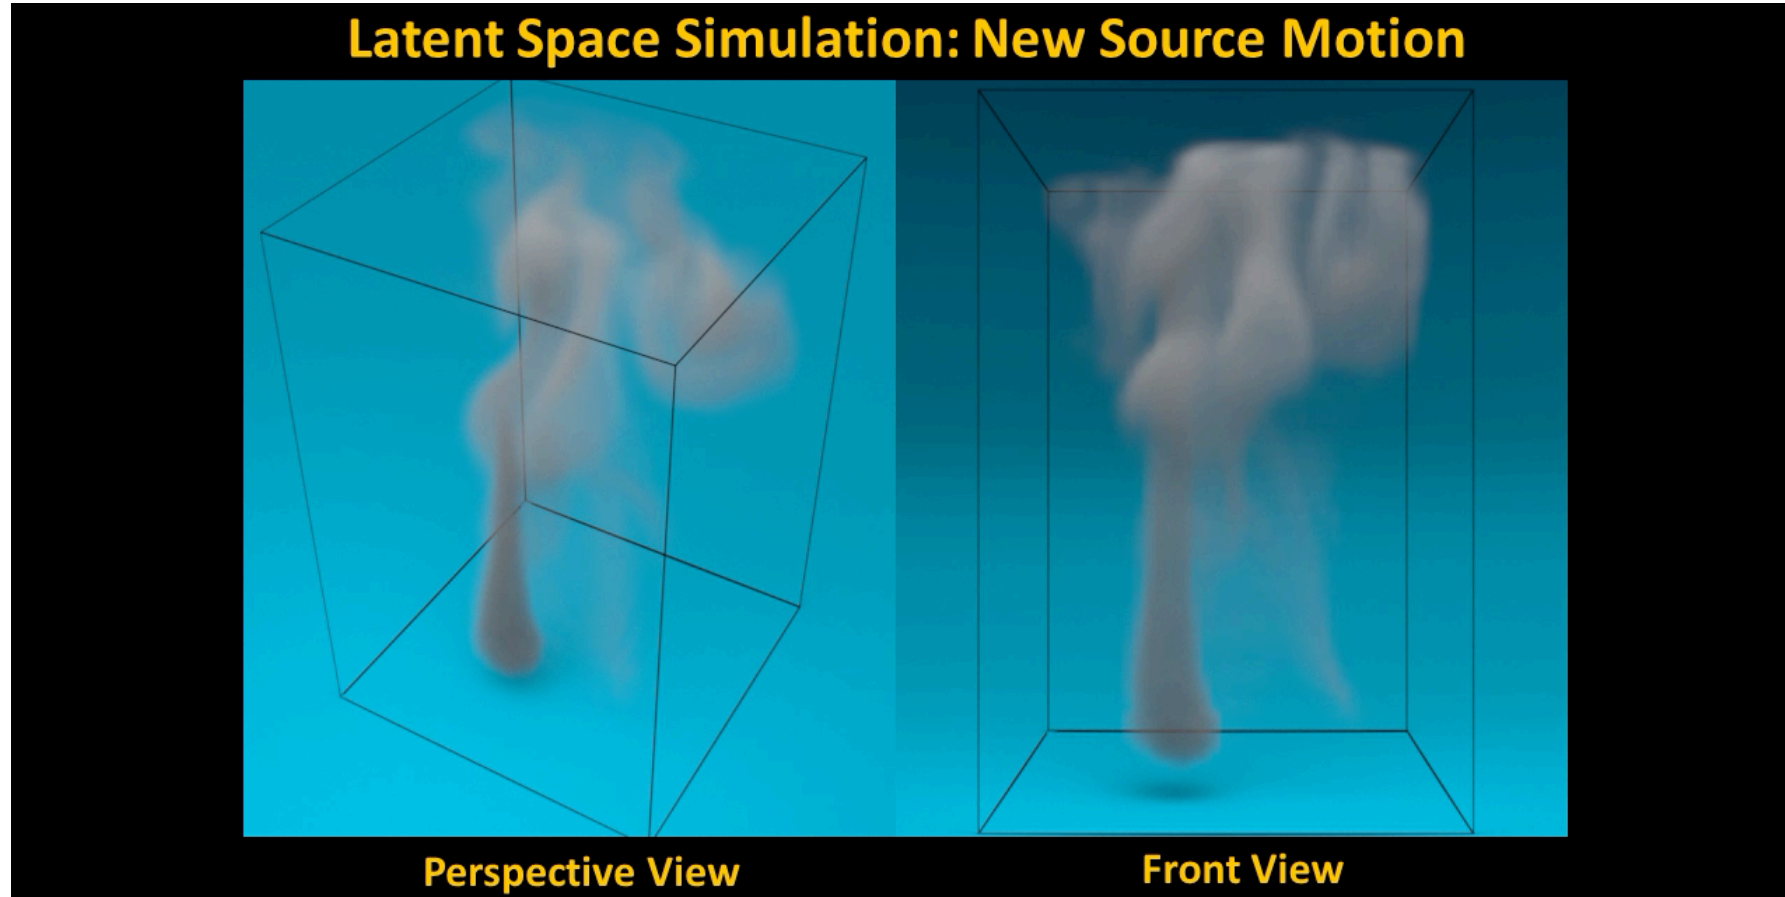 Latent Space Simulation: New Source Motion
Perspective View
Front View